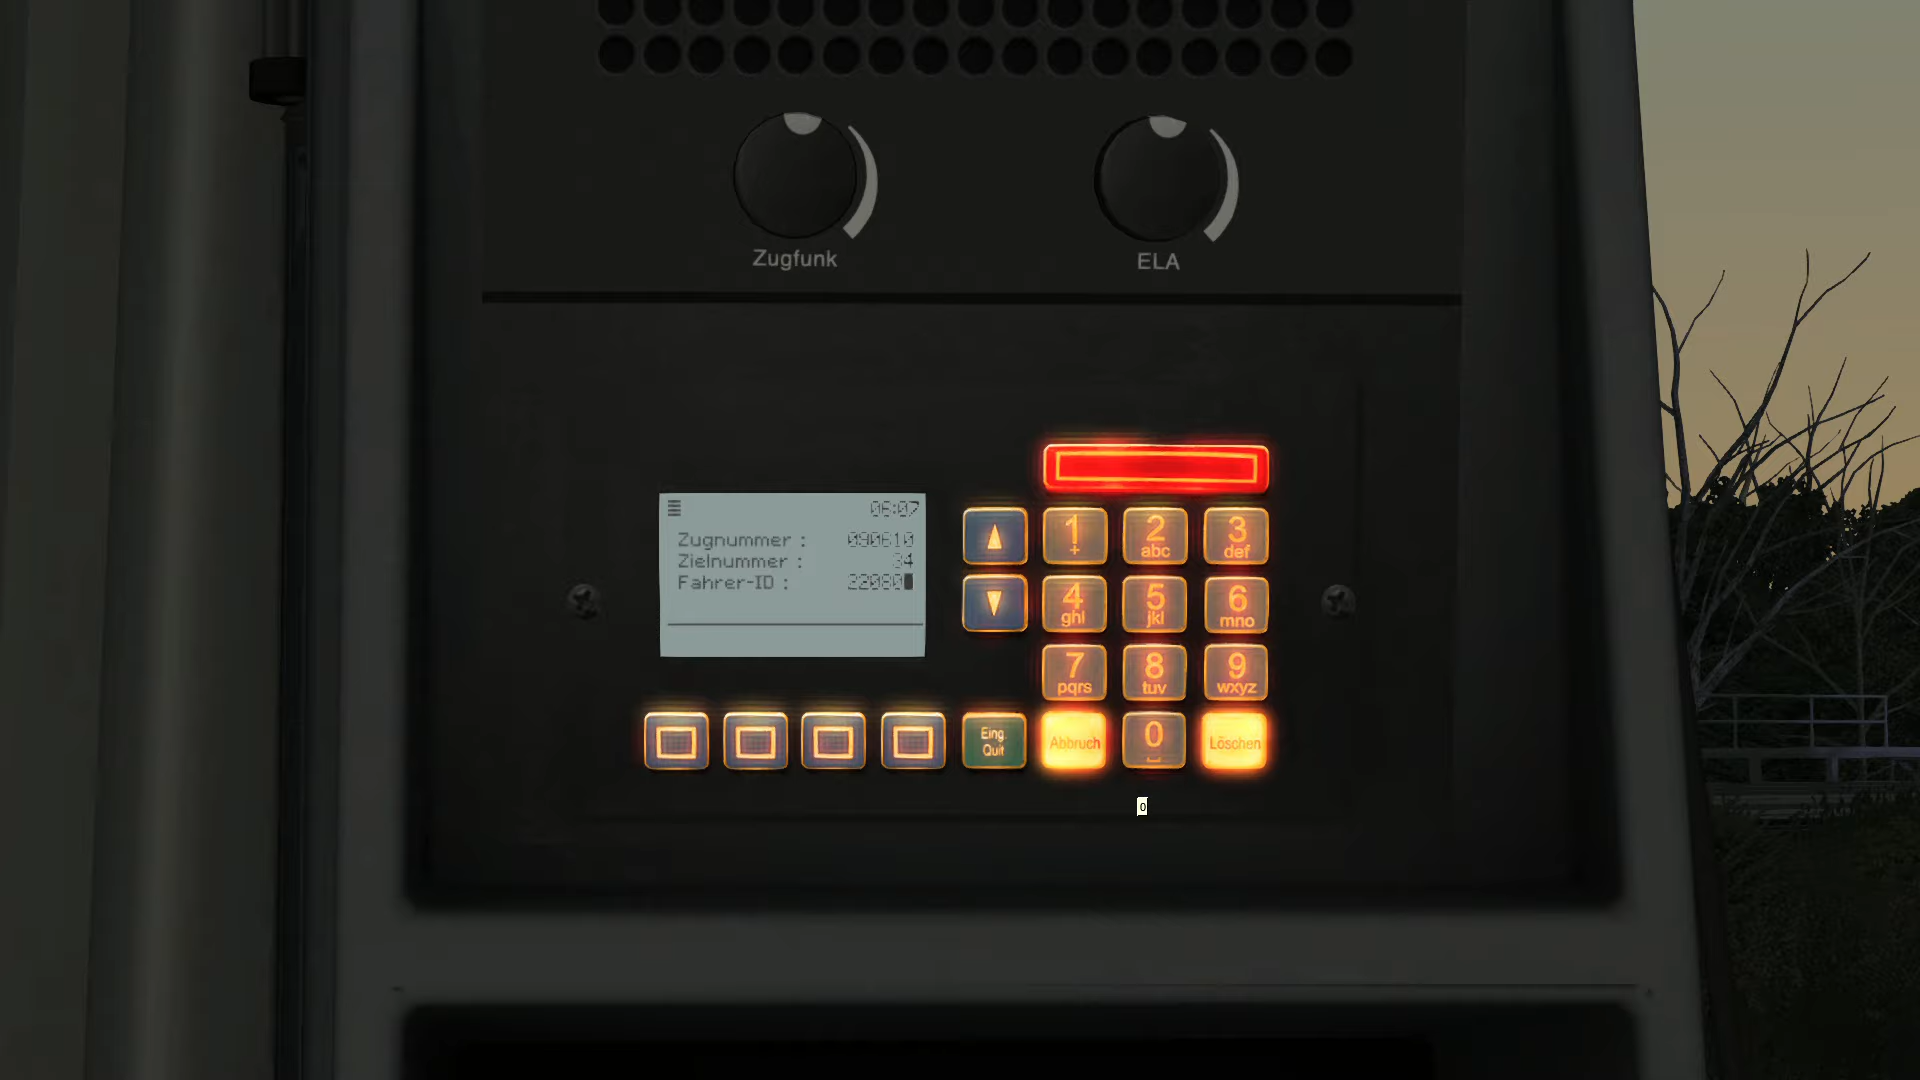 Zugfunk
ELA
06:07
Zugnummer : 090610
Zielnummer : 34
Fahrer-ID : 22080
1
+
2
abc
3
def
4
ghl
5
jkl
6
mno
7
pqrs
8
tuv
9
wxyz
Eing.
Quit
Abbruch
0
Löschen
0